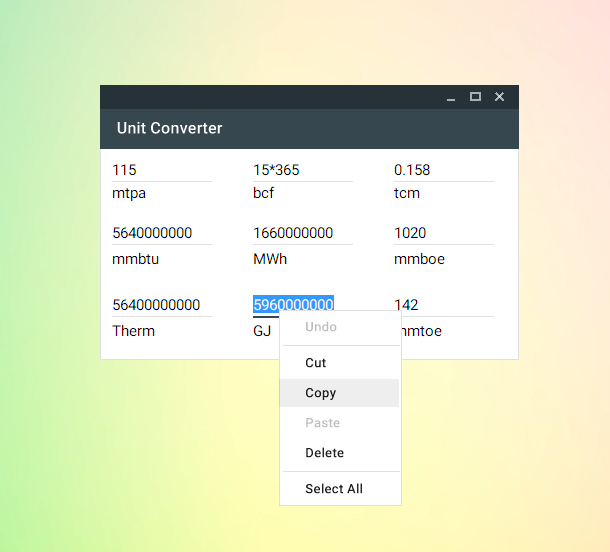 Unit Converter
115 15*365 0.158
mtpa bcf tcm
5640000000 1660000000 1020
mmbtu MWh mmboe
56400000000 5960000000 142
Therm GJ mtoe
Undo
Cut
Copy
Paste
Delete
Select All